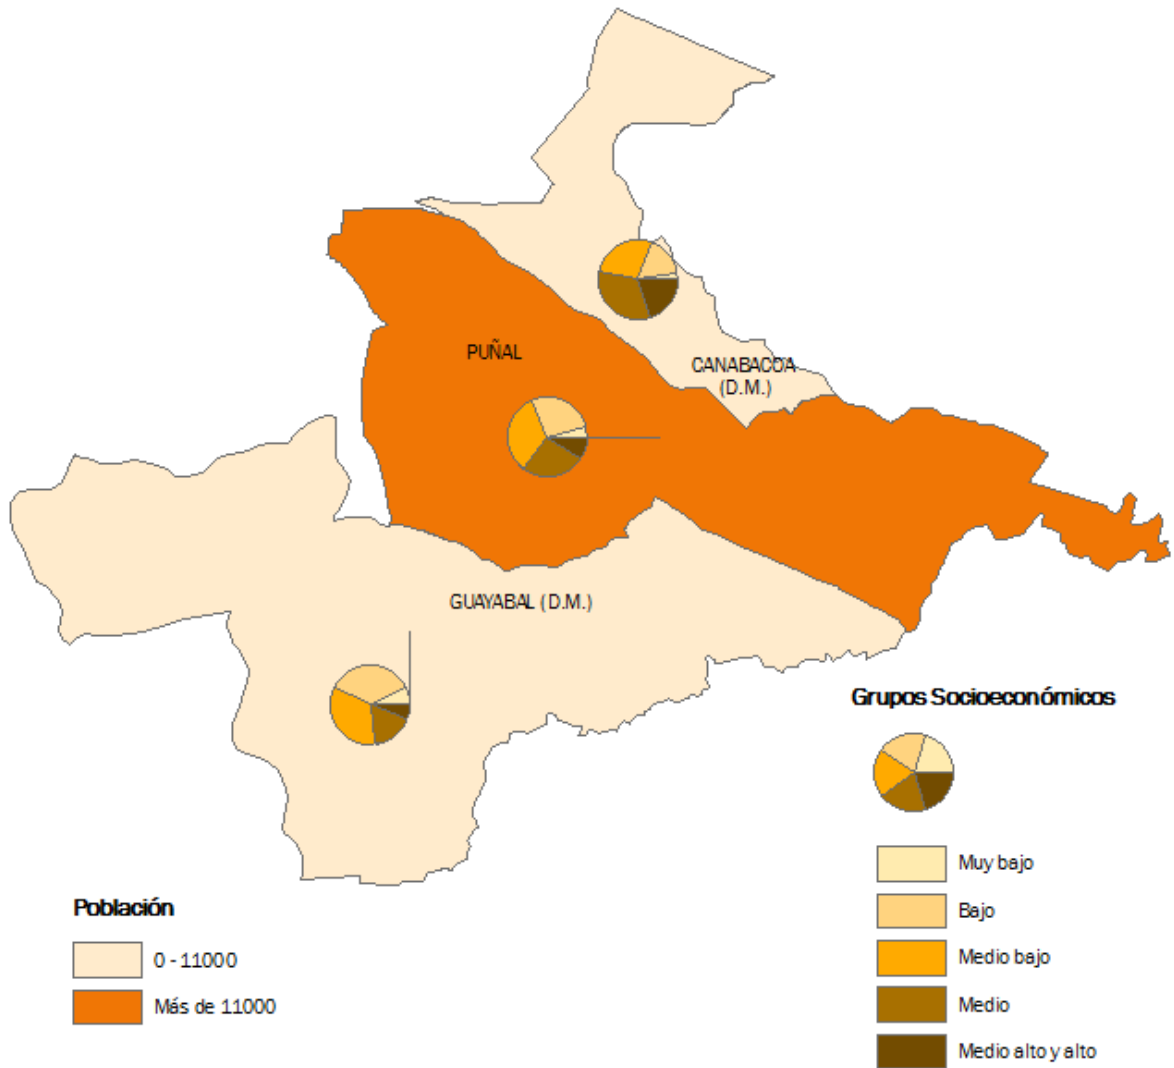 PUÑAL
CANABACOA
(D.M.)
GUAYABAL (D.M.)
Grupos Socioeconómicos
Muy bajo
Bajo
Medio bajo
Medio
Medio alto y alto
Población
0 - 11000
Más de 11000